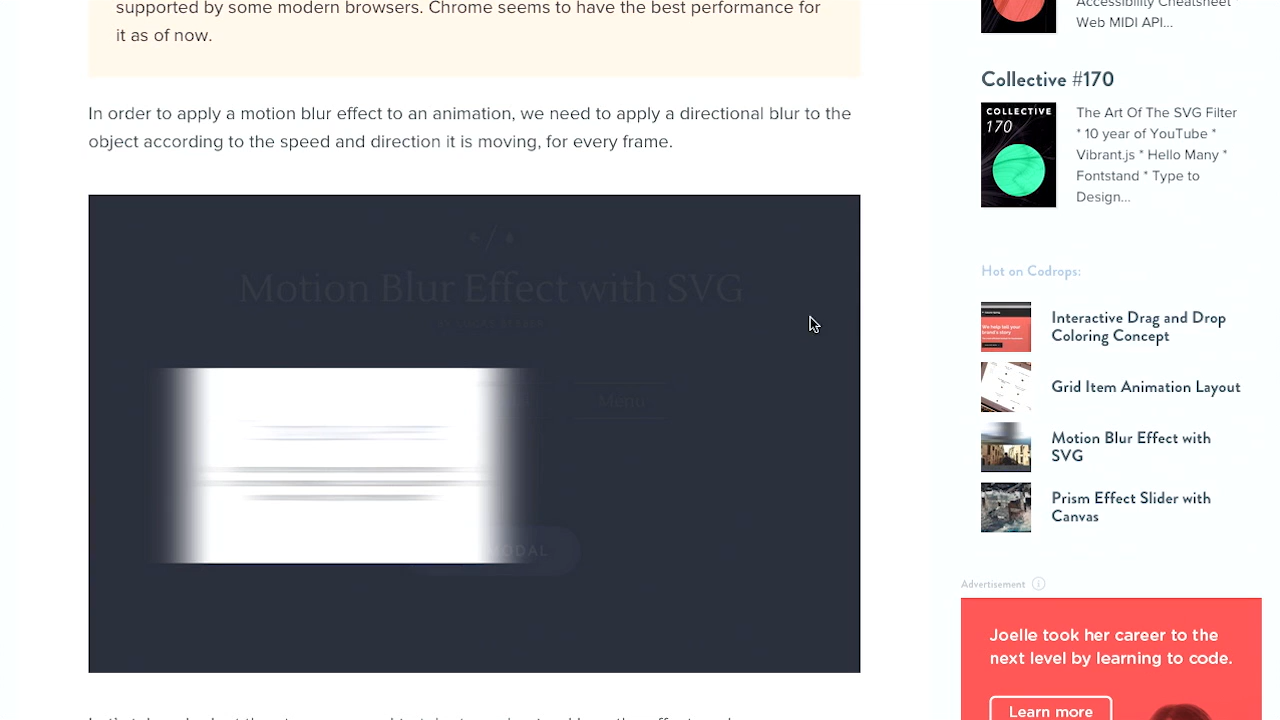 supported by some modern browsers. Chrome seems to have the best performance for
it as of now.
In order to apply a motion blur effect to an animation, we need to apply a directional blur to the
object according to the speed and direction it is moving, for every frame.
Motion Blur Effect with SVG
Menu
MODAL
Accessibility Cheatsheet *
Web MIDI API...
Collective #170
COLLECTIVE
170
The Art Of The SVG Filter
* 10 year of YouTube *
Vibrant.js * Hello Many *
Fontstand * Type to
Design...
Hot on Codrops:
Interactive Drag and Drop
Coloring Concept
Grid Item Animation Layout
Motion Blur Effect with
SVG
Prism Effect Slider with
Canvas
Advertisement
Joelle took her career to the
next level by learning to code.
Learn more